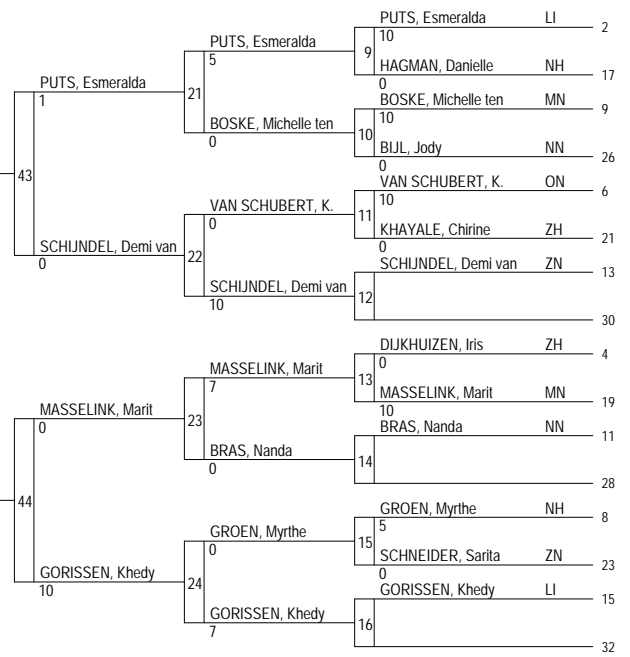 PUTS, Esmeralda LI 2
10
PUTS, Esmeralda
9
5
HAGMAN, Danielle NH 17
0
PUTS, Esmeralda
21
1
BOSKE, Michelle ten MN 9
10
BOSKE, Michelle ten
10
0
BIJL, Jody NN 26
0
43
VAN SCHUBERT, K. ON 6
10
VAN SCHUBERT, K.
11
0
KHAYALE, Chirine ZH 21
0
SCHIJNDEL, Demi van
22
0
SCHIJNDEL, Demi van ZN 13
SCHIJNDEL, Demi van
12
10
30
DIJKHUIZEN, Iris ZH 4
0
MASSELINK, Marit
13
7
MASSELINK, Marit MN 19
10
MASSELINK, Marit
23
0
BRAS, Nanda NN 11
BRAS, Nanda
14
0
28
44
GROEN, Myrthe NH 8
5
GROEN, Myrthe
15
0
SCHNEIDER, Sarita ZN 23
0
GORISSEN, Khedy
24
10
GORISSEN, Khedy LI 15
GORISSEN, Khedy
16
7
32